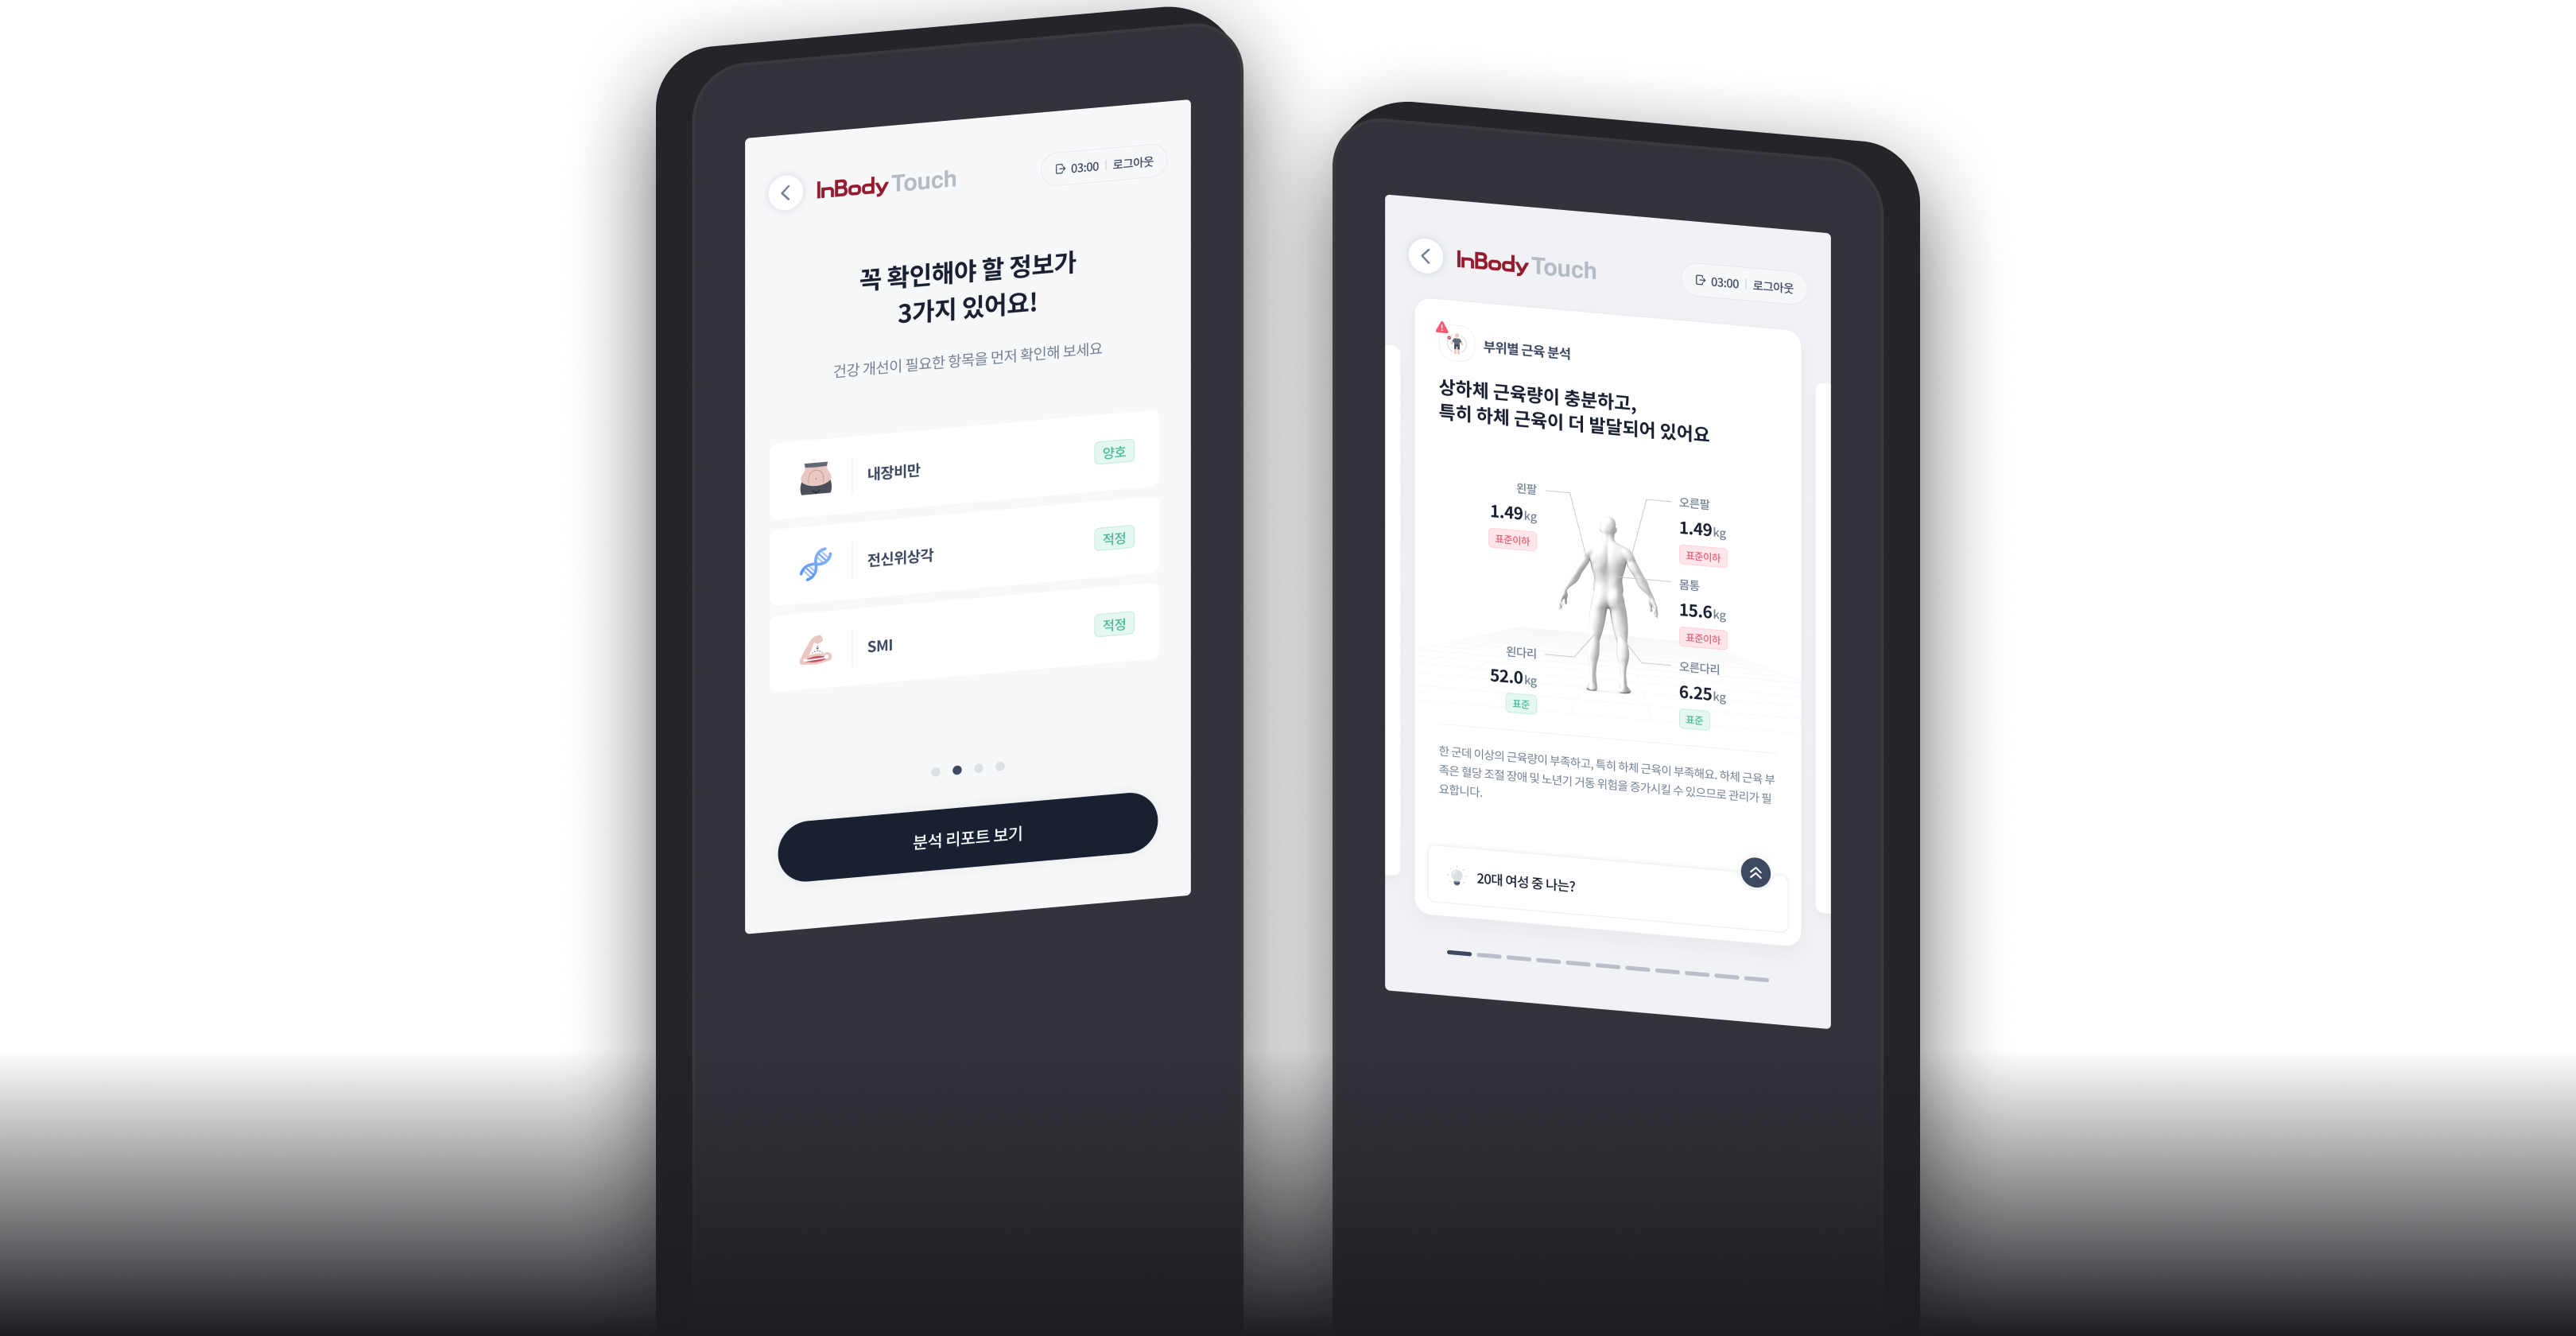 InBody Touch
03:00 | 로그아웃
꼭 확인해야 할 정보가
3가지 있어요!
건강 개선이 필요한 항목을 먼저 확인해 보세요
내장비만
양호
전신위상각
적정
SMI
적정
분석 리포트 보기
InBody Touch
03:00 | 로그아웃
부위별 근육 분석
상하체 근육량이 충분하고,
특히 하체 근육이 더 발달되어 있어요
왼팔
1.49kg
표준이하
오른팔
1.49kg
표준이하
몸통
15.6kg
표준이하
왼다리
52.0kg
표준
오른다리
6.25kg
표준
한 군데 이상의 근육량이 부족하고, 특히 하체 근육이 부족해요. 하체 근육 부
족은 혈당 조절 장애 및 노년기 거동 위험을 증가시킬 수 있으므로 관리가 필
요합니다.
20대 여성 중 나는?